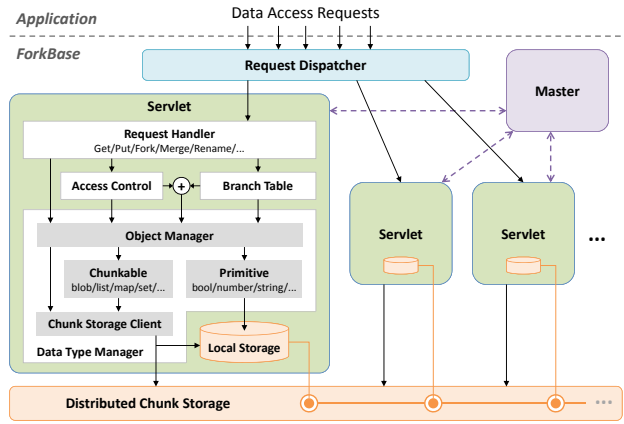 Application
Data Access Requests
ForkBase
Request Dispatcher
Master
Servlet
Request Handler
Get/Put/Fork/Merge/Rename/...
Access Control
+
Branch Table
Object Manager
Servlet
Servlet
...
Chunkable
blob/list/map/set/...
Primitive
bool/number/string/...
Chunk Storage Client
Data Type Manager
Local Storage
Distributed Chunk Storage
...